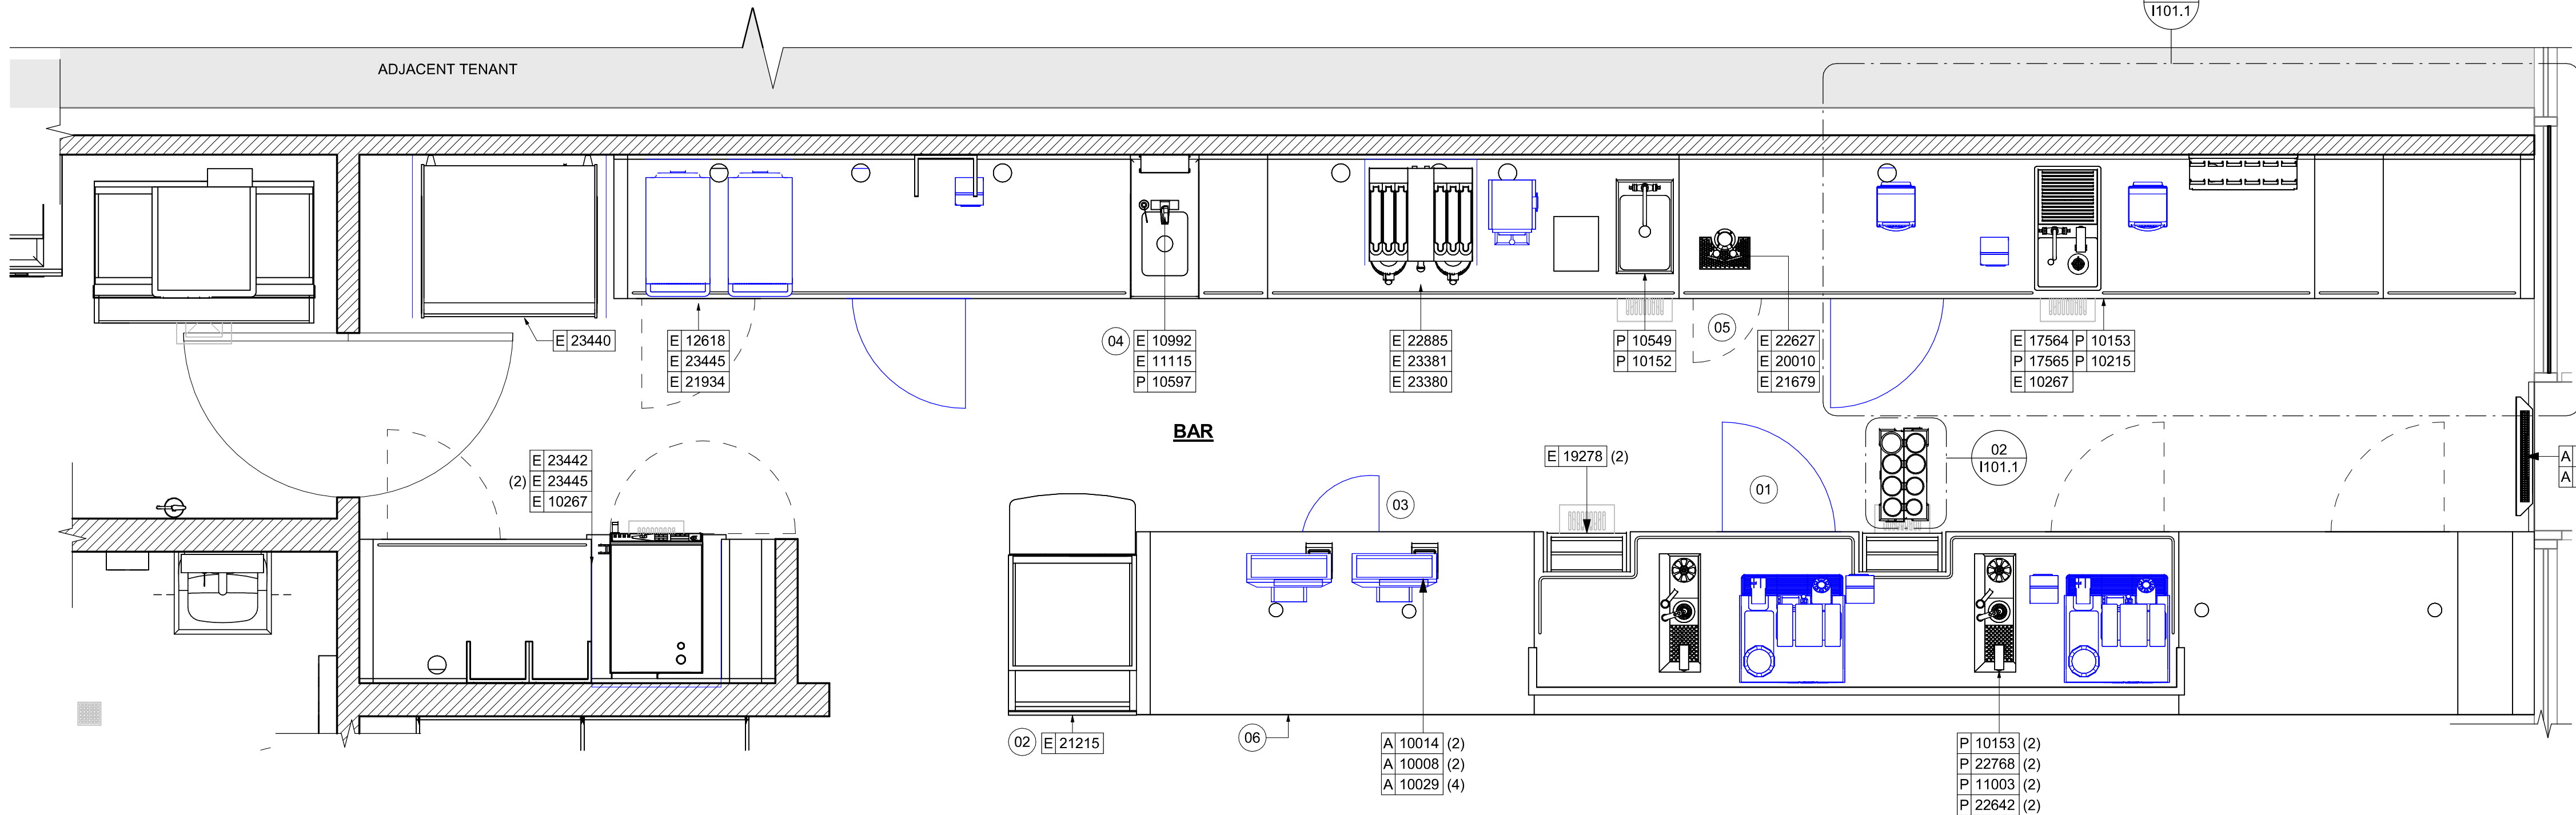 I101.1
ADJACENT TENANT
E 23440
E 12618
E 23445
E 21934
04 E 10992
E 11115
P 10597
E 22885
E 23381
E 23380
P 10549
P 10152
05
E 22627
E 20010
E 21679
E 17564 P 10153
P 17565 P 10215
E 10267
BAR
E 23442
(2) E 23445
E 10267
E 19278 (2)
02
I101.1
A
A
03
01
02 E 21215
06
A 10014 (2)
A 10008 (2)
A 10029 (4)
P 10153 (2)
P 22768 (2)
P 11003 (2)
P 22642 (2)